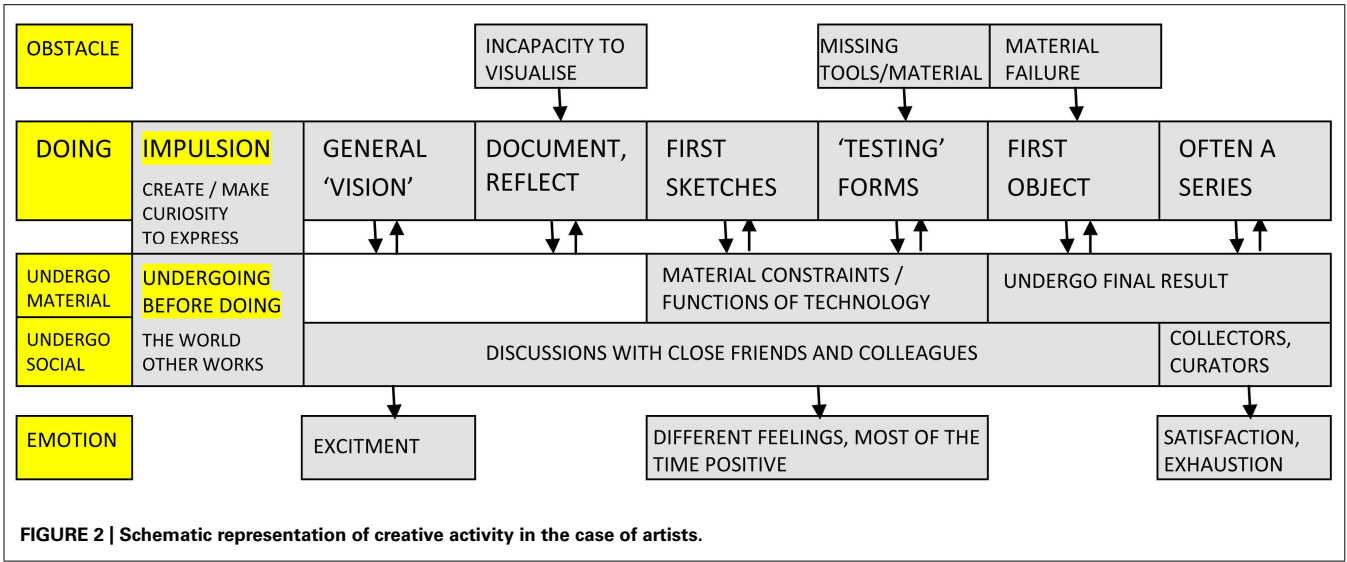 OBSTACLE
INCAPACITY TO
VISUALISE
MISSING
TOOLS/MATERIAL
MATERIAL
FAILURE
DOING
IMPULSION
CREATE / MAKE
CURIOSITY
TO EXPRESS
GENERAL
‘VISION’
DOCUMENT,
REFLECT
FIRST
SKETCHES
‘TESTING’
FORMS
FIRST
OBJECT
OFTEN A
SERIES
UNDERGO
MATERIAL
UNDERGOING
BEFORE DOING
THE WORLD
OTHER WORKS
MATERIAL CONSTRAINTS /
FUNCTIONS OF TECHNOLOGY
UNDERGO FINAL RESULT
UNDERGO
SOCIAL
DISCUSSIONS WITH CLOSE FRIENDS AND COLLEAGUES
COLLECTORS,
CURATORS
EMOTION
EXCITMENT
DIFFERENT FEELINGS, MOST OF THE
TIME POSITIVE
SATISFACTION,
EXHAUSTION
FIGURE 2 | Schematic representation of creative activity in the case of artists.